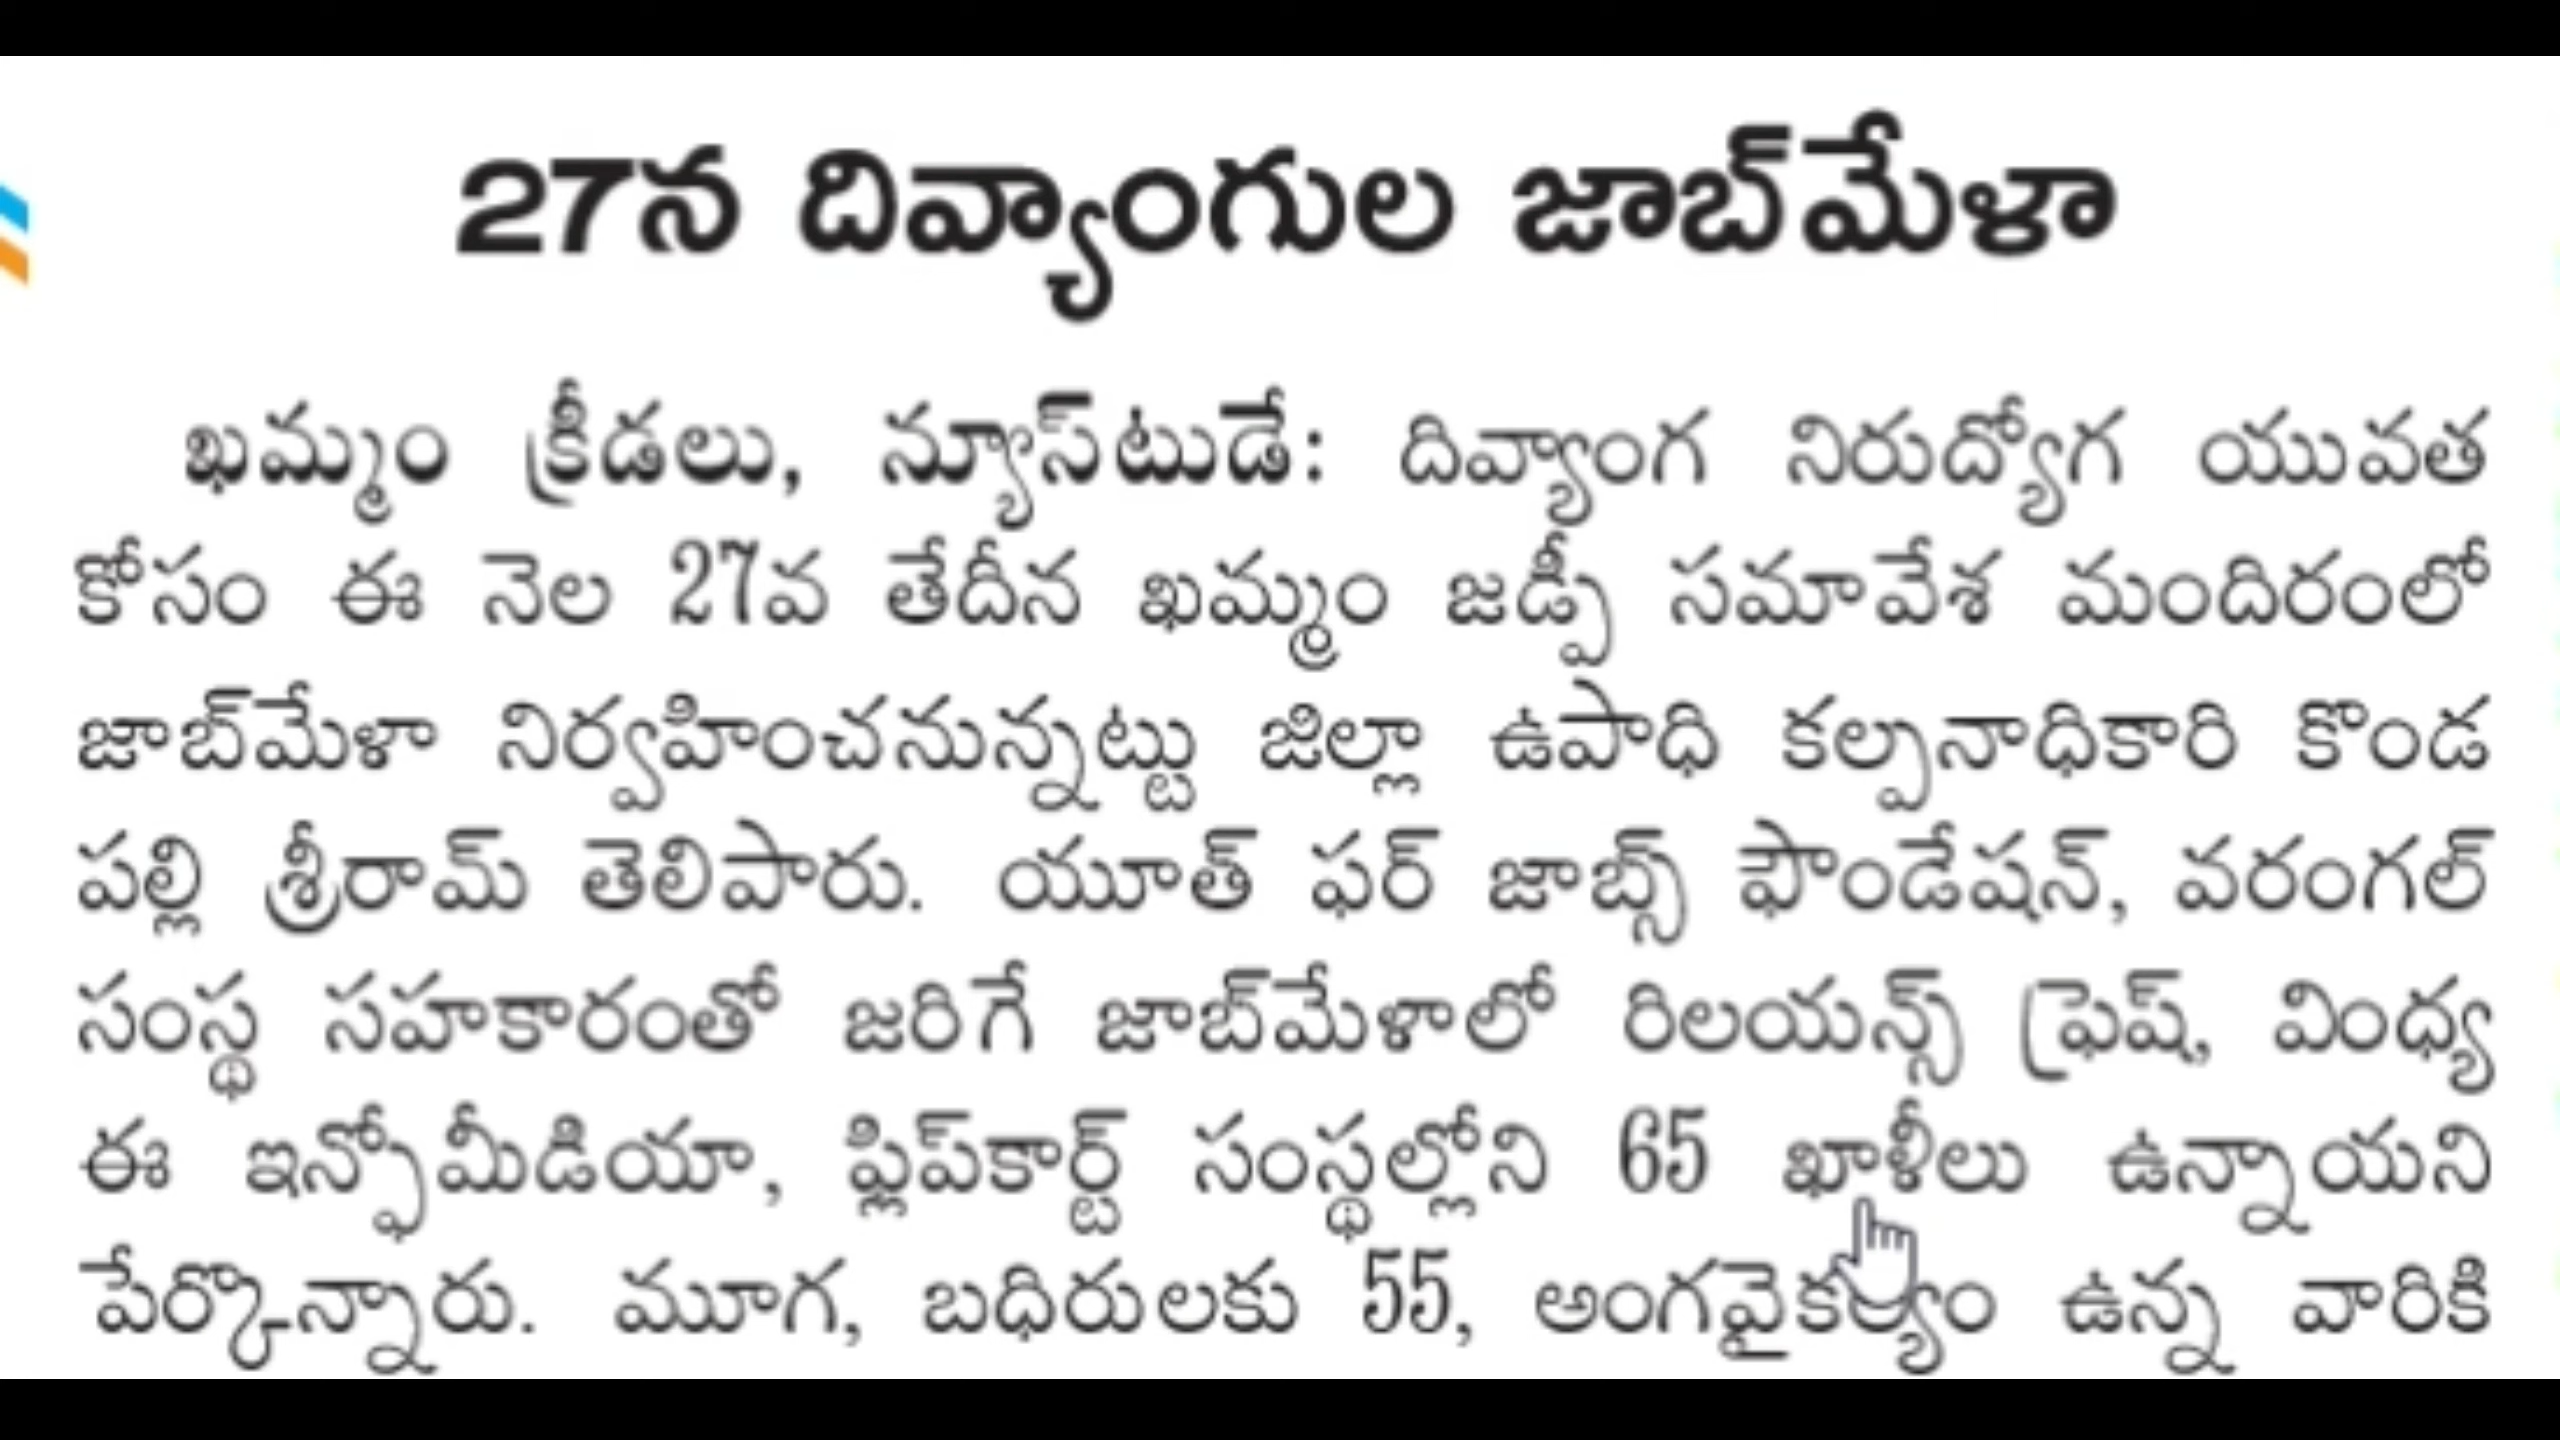 27న దివ్యాంగుల జాబ్‌మేళా
ఖమ్మం క్రీడలు, న్యూస్‌టుడే: దివ్యాంగ నిరుద్యోగ యువత
కోసం ఈ నెల 27వ తేదీన ఖమ్మం జడ్పీ సమావేశ మందిరంలో
జాబ్‌మేళా నిర్వహించనున్నట్టు జిల్లా ఉపాధి కల్పనాధికారి కొండ
పల్లి శ్రీరామ్ తెలిపారు. యూత్ ఫర్ జాబ్స్ ఫౌండేషన్, వరంగల్
సంస్థ సహకారంతో జరిగే జాబ్‌మేళాలో రిలయన్స్ ఫ్రెష్, వింధ్య
ఈ ఇన్ఫోమీడియా, ఫ్లిప్‌కార్ట్ సంస్థల్లోని 65 ఖాళీలు ఉన్నాయని
పేర్కొన్నారు. మూగ, బధిరులకు 55, అంగవైకల్యం ఉన్న వారికి